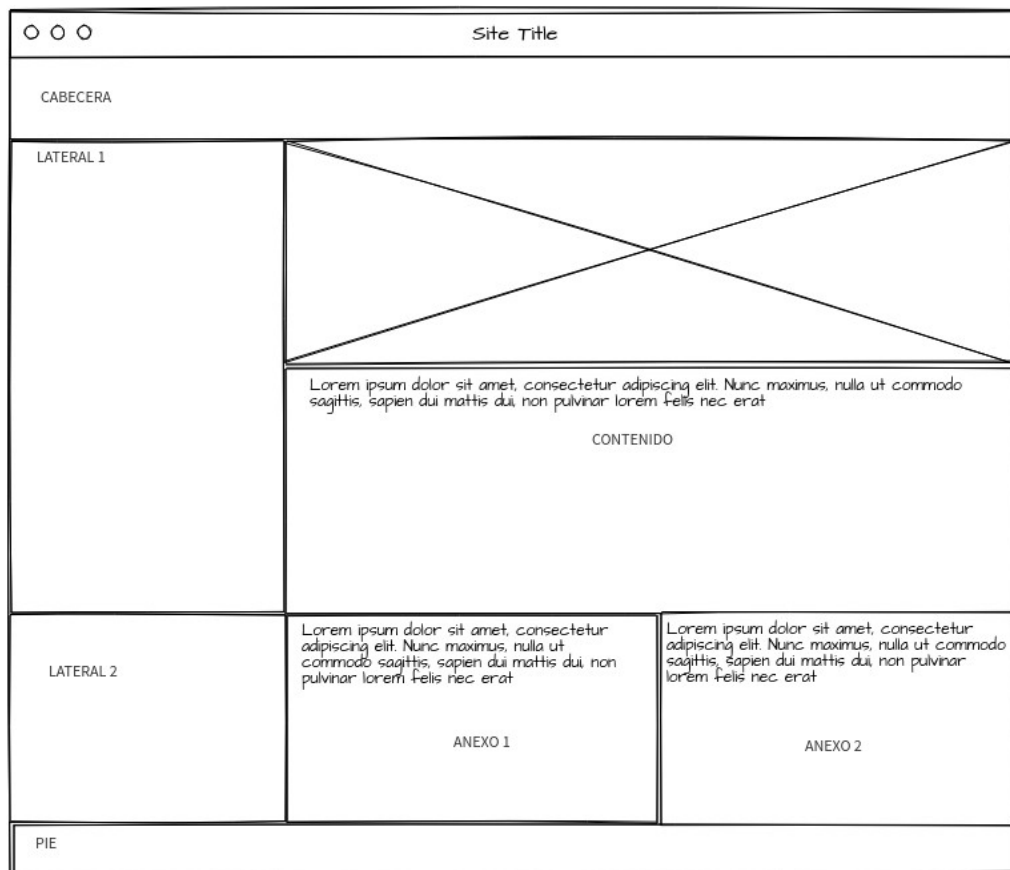 Site Title
CABECERA
LATERAL 1
Lorem ipsum dolor sit amet, consectetur adipiscing elit. Nunc maximus, nulla ut commodo
sagittis, sapien dui mattis dui, non pulvinar lorem felis nec erat
CONTENIDO
LATERAL 2
Lorem ipsum dolor sit amet, consectetur
adipiscing elit. Nunc maximus, nulla ut
commodo sagittis, sapien dui mattis dui, non
pulvinar lorem felis nec erat
ANEXO 1
Lorem ipsum dolor sit amet, consectetur
adipiscing elit. Nunc maximus, nulla ut commodo
sagittis, sapien dui mattis dui, non pulvinar
lorem felis nec erat
ANEXO 2
PIE